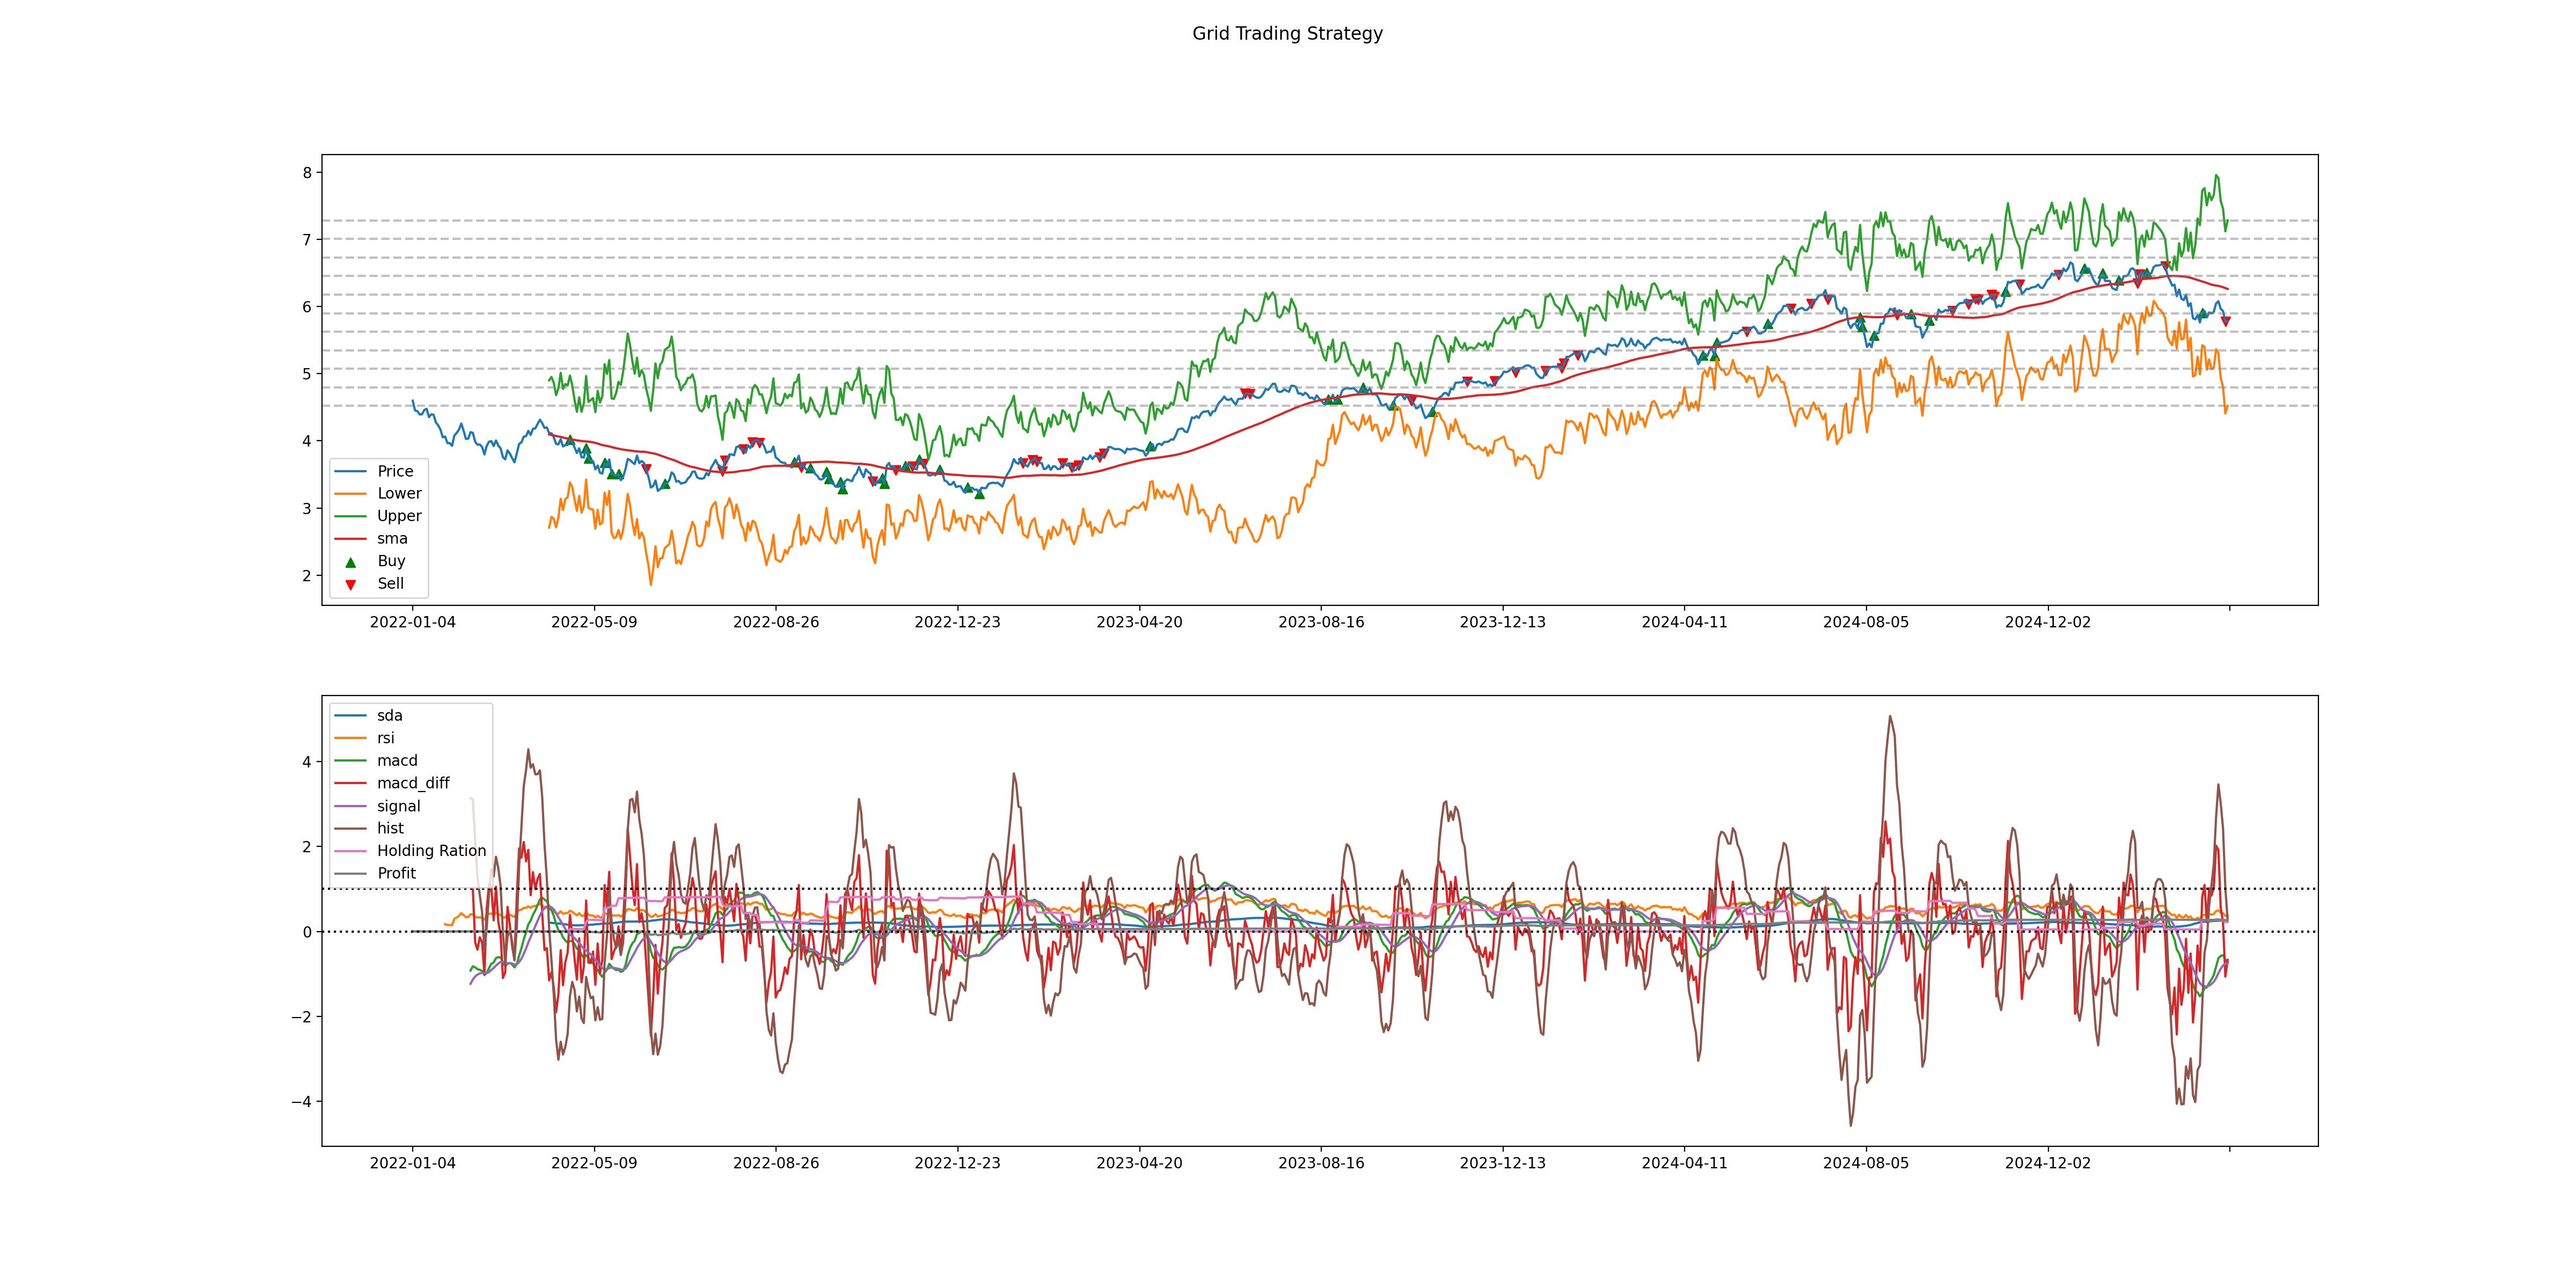 Grid Trading Strategy
8
7
6
5
4
3
2
Price
Lower
Upper
sma
Buy
Sell
2022-01-04 2022-05-09 2022-08-26 2022-12-23 2023-04-20 2023-08-16 2023-12-13 2024-04-11 2024-08-05 2024-12-02
4
2
0
−2
−4
sda
rsi
macd
macd_diff
signal
hist
Holding Ration
Profit
2022-01-04 2022-05-09 2022-08-26 2022-12-23 2023-04-20 2023-08-16 2023-12-13 2024-04-11 2024-08-05 2024-12-02